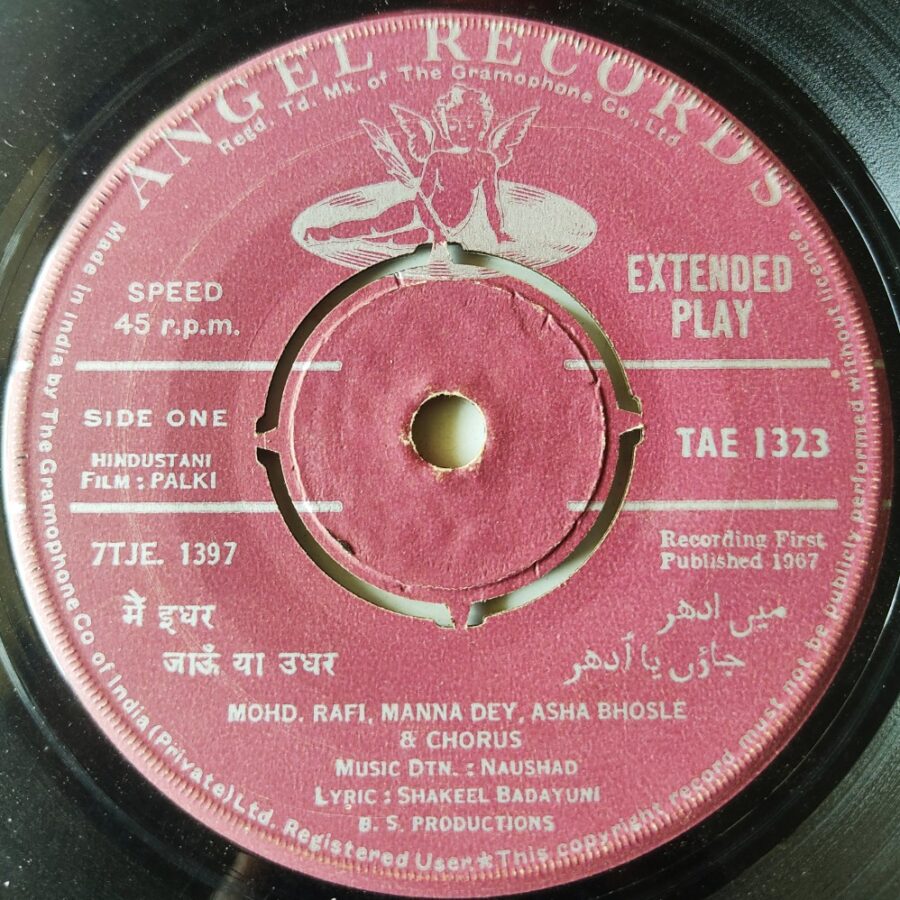 ANGEL RECORDS
Regd. Td. Mk. of The Gramophone Co., Ltd
SPEED
45 r.p.m.
EXTENDED
PLAY
SIDE ONE
HINDUSTANI
FILM : PALKI
TAE 1323
7TJE. 1397
Recording First
Published 1967
मैं इधर
जाऊँ या उधर
میں ادھر
جاؤں یا اُدھر
MOHD. RAFI, MANNA DEY, ASHA BHOSLE
& CHORUS
MUSIC DTN. : NAUSHAD
LYRIC : SHAKEEL BADAYUNI
B. S. PRODUCTIONS
Made in India by The Gramophone Co of India (Private) Ltd. Registered User ★ This copyright record must not be publicly performed without licence